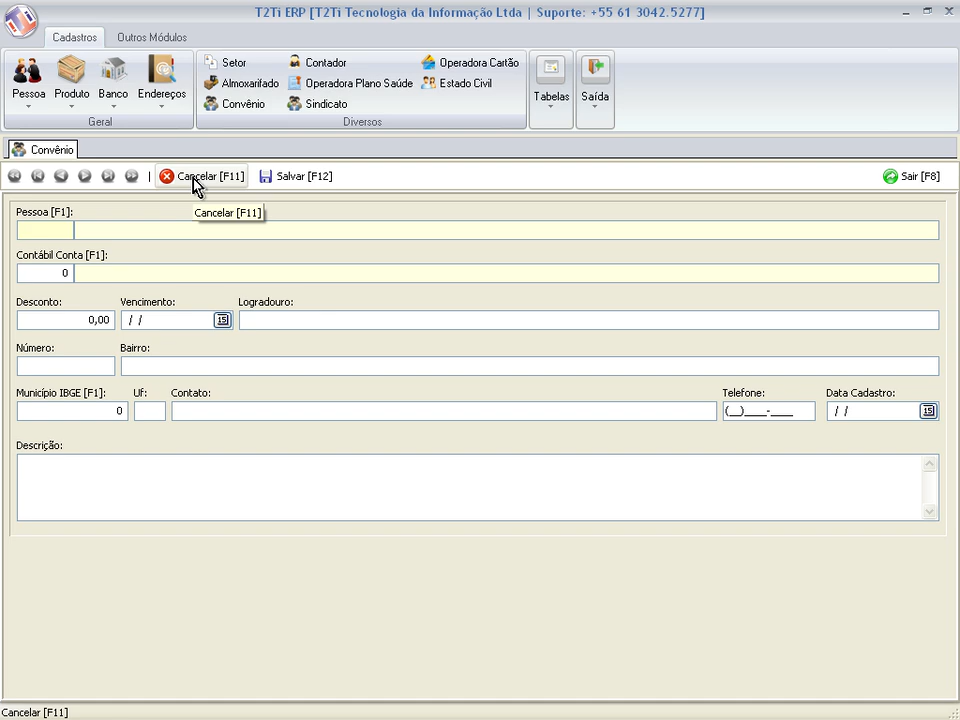 T2Ti ERP [T2Ti Tecnologia da Informação Ltda | Suporte: +55 61 3042.5277]
Cadastros Outros Módulos
Setor Contador Operadora Cartão
Almoxarifado Operadora Plano Saúde Estado Civil
Pessoa Produto Banco Endereços Tabelas Saída
Convênio Sindicato
Geral Diversos
Convênio
Cancelar [F11] Salvar [F12] Sair [F8]
Pessoa [F1]: Cancelar [F11]
Contábil Conta [F1]:
0
Desconto: Vencimento: Logradouro:
0,00 / / 15
Número: Bairro:
Município IBGE [F1]: Uf: Contato: Telefone: Data Cadastro:
0 (__)____-____ / / 15
Descrição:
Cancelar [F11]